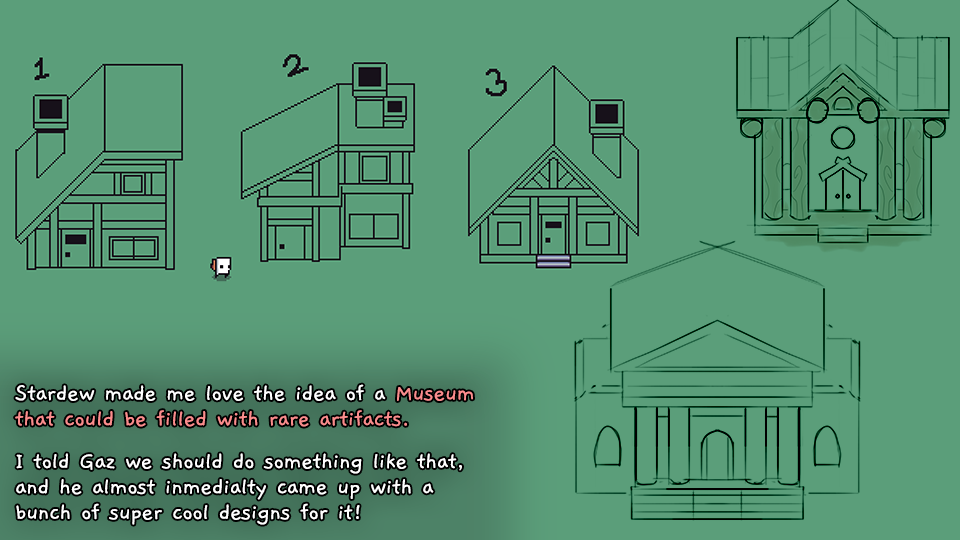 1
2
3
Stardew made me love the idea of a Museum
that could be filled with rare artifacts.
I told Gaz we should do something like that,
and he almost inmedialty came up with a
bunch of super cool designs for it!